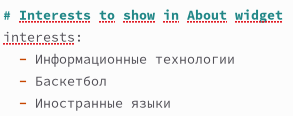 # Interests to show in About widget
interests:
- Информационные технологии
- Баскетбол
- Иностранные языки